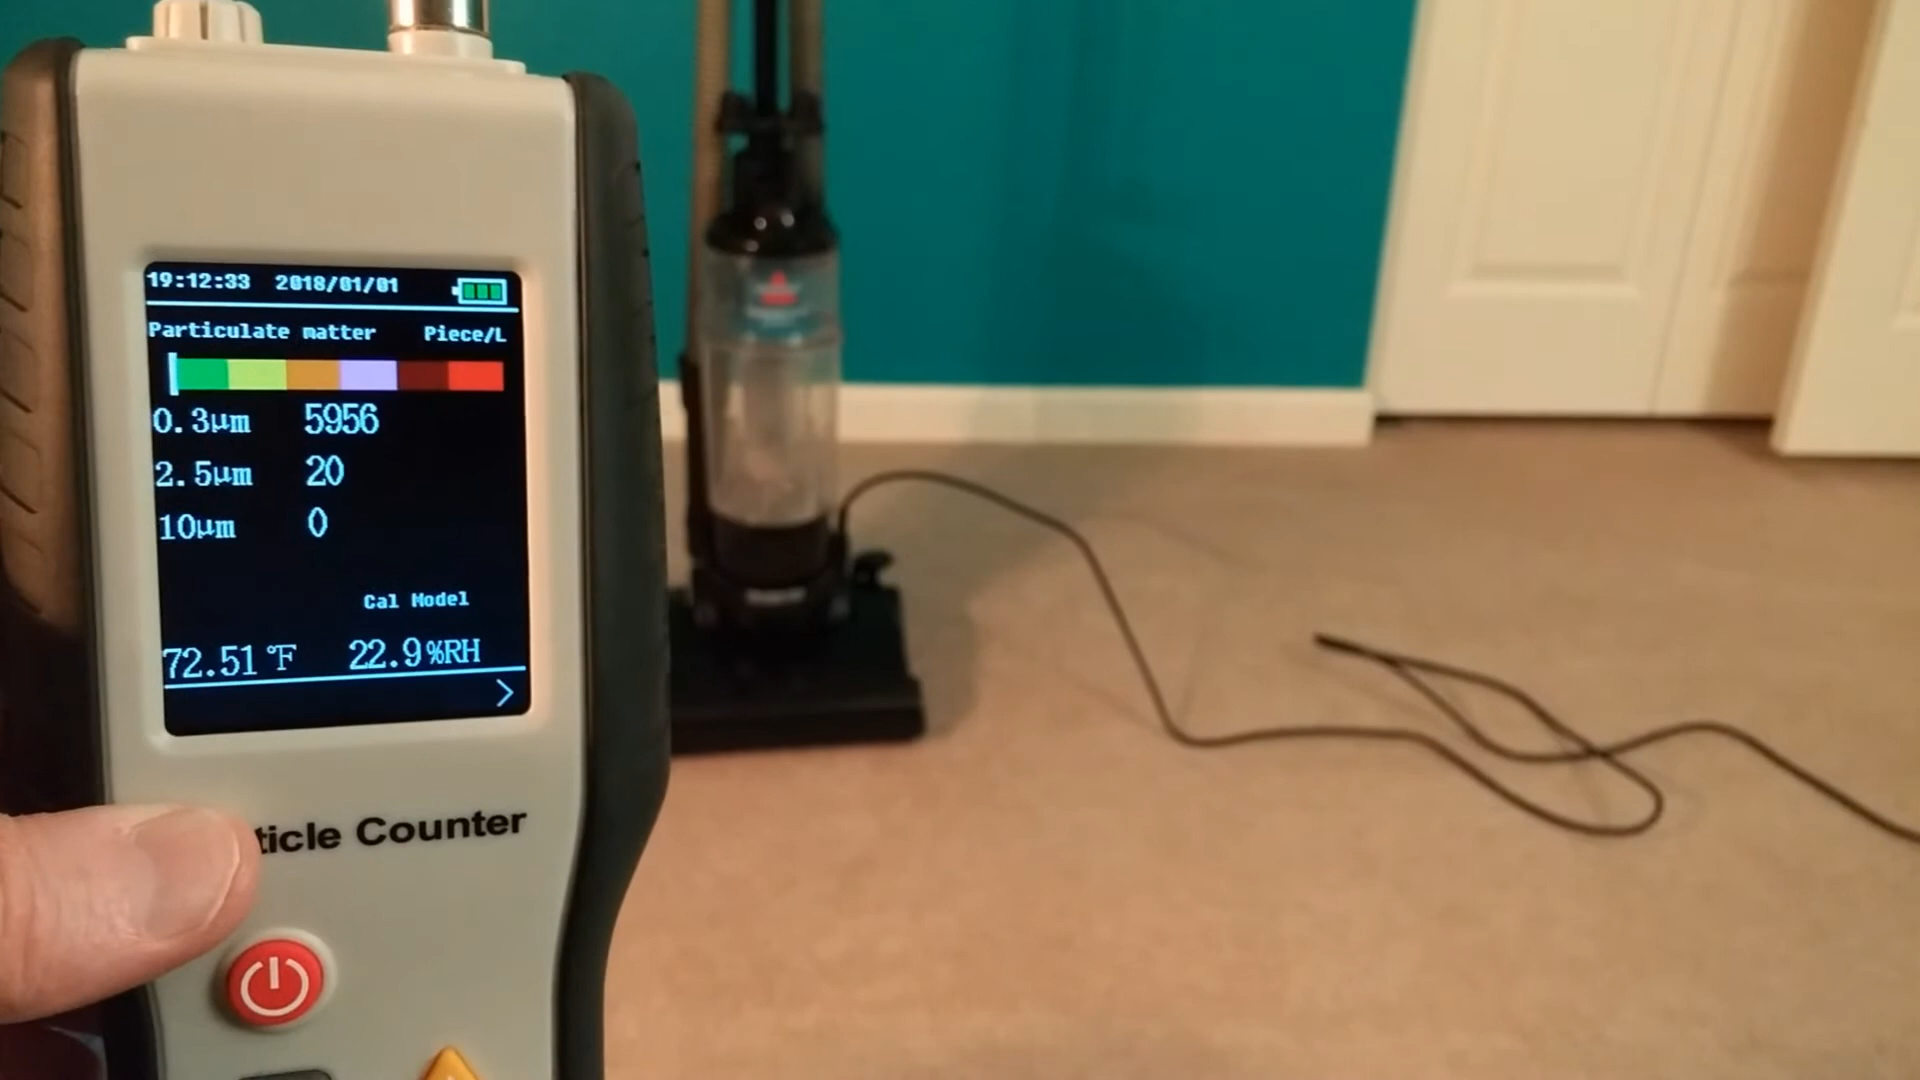 19:12:33 2018/01/01
Particulate matter Piece/L
0.3μm 5956
2.5μm 20
10μm 0
Cal Model
72.51℉ 22.9%RH
ticle Counter